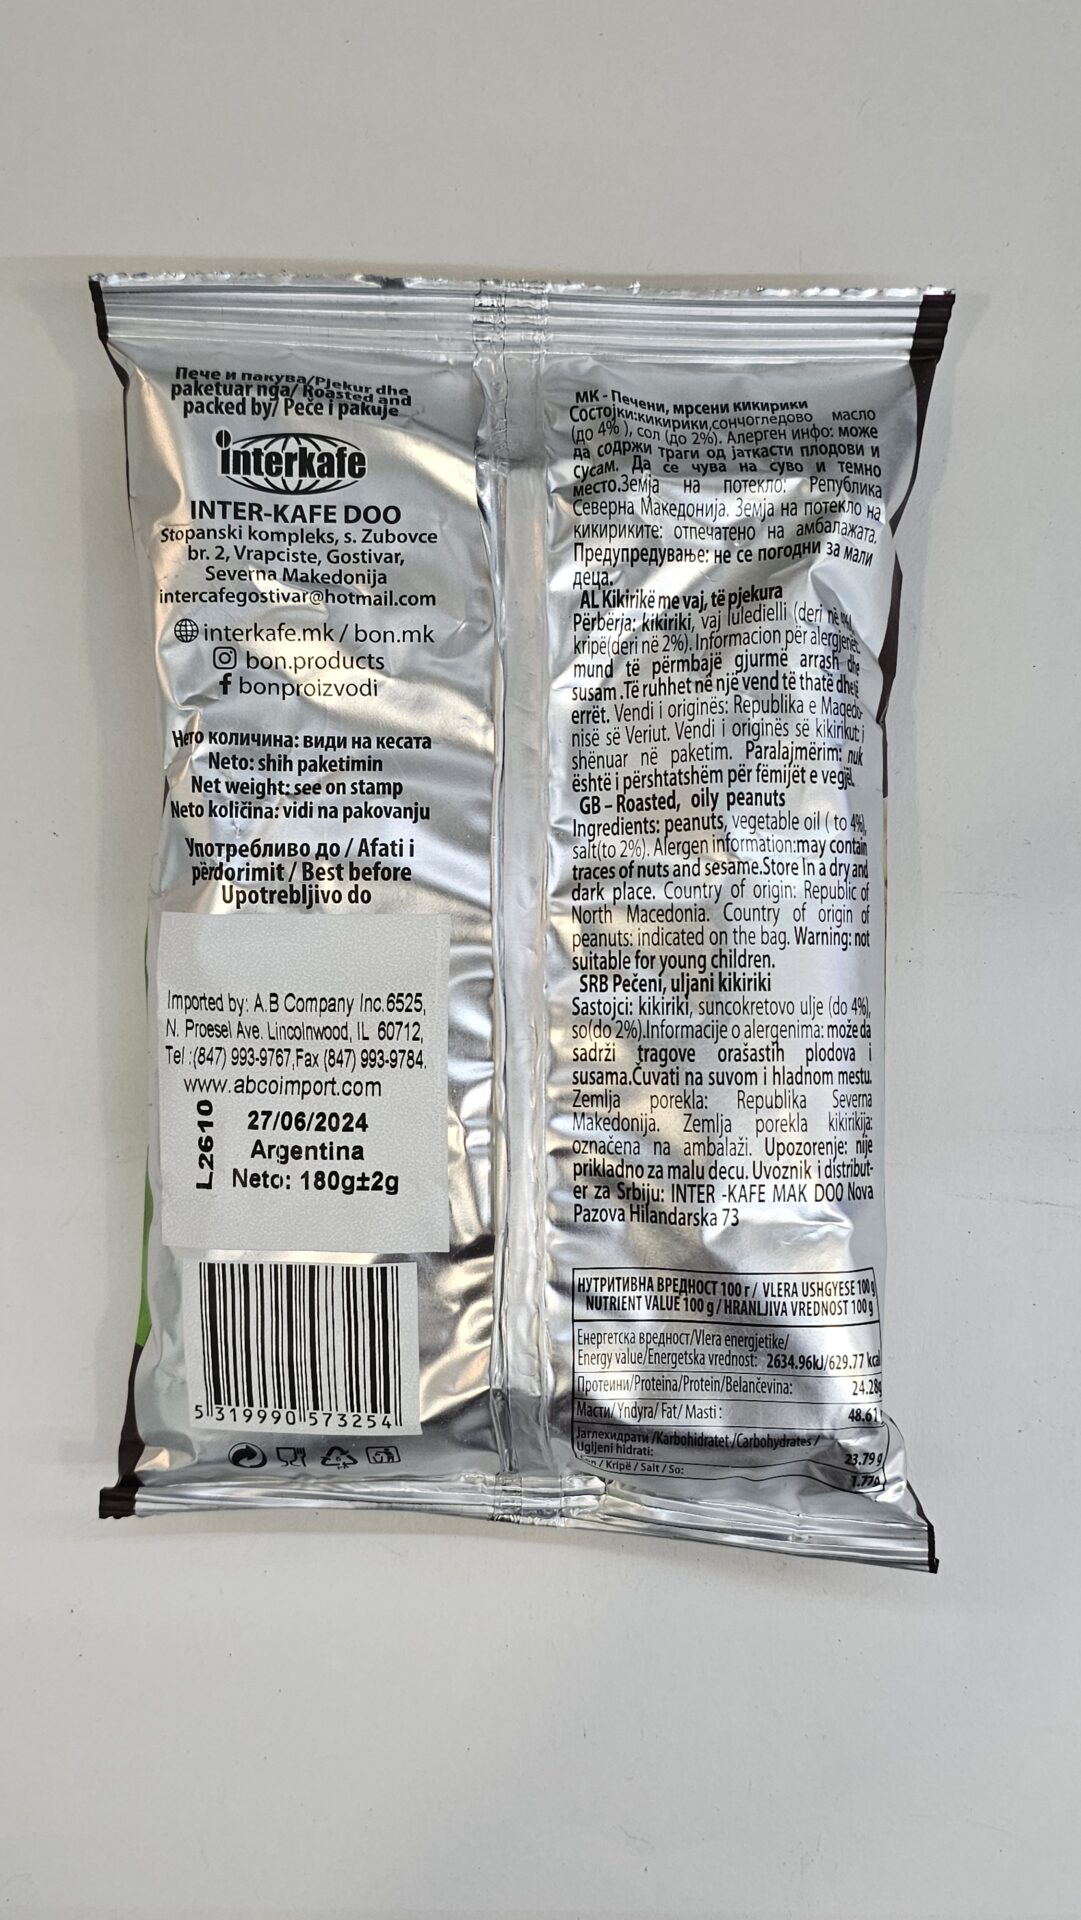 Пече и пакува/Pjekur dhe
paketuar nga/ Roasted and
packed by/ Peče i pakuje
interkafe
INTER-KAFE DOO
Stopanski kompleks, s. Zubovce
br. 2, Vrapciste, Gostivar,
Severna Makedonija
intercafegostivar@hotmail.com
interkafe.mk / bon.mk
bon.products
bonproizvodi
Нето количина: види на кесата
Neto: shih paketimin
Net weight: see on stamp
Neto količina: vidi na pakovanju
Употребливо до / Afati i
përdorimit / Best before
Upotrebljivo do
Imported by: A.B Company Inc.6525,
N. Proesel Ave. Lincolnwood, IL 60712,
Tel :(847) 993-9767,Fax (847) 993-9784.
www.abcoimport.com
L2610
27/06/2024
Argentina
Neto: 180g±2g
5 319990 573254
МК - Печени, мрсени кикирики
Состојки:кикирики,сончогледово масло
(до 4% ), сол (до 2%). Алерген инфо: може
да содржи траги од јаткасти плодови и
сусам. Да се чува на суво и темно
место.Земја на потекло: Република
Северна Македонија. Земја на потекло на
кикириките: отпечатено на амбалажата.
Предупредување: не се погодни за мали
деца.
AL Kikirikë me vaj, të pjekura
Përbërja: kikiriki, vaj luledielli (deri në
kripë(deri në 2%). Informacion për alergjenët:
mund të përmbajë gjurmë arrash dhe
susam .Të ruhhet në një vend të thatë dhe të
errët. Vendi i origjinës: Republika e Maqedo-
nisë së Veriut. Vendi i origjinës së kikirikut: i
shënuar në paketim. Paralajmërim: nuk
është i përshtatshëm për fëmijët e vegjël.
GB – Roasted, oily peanuts
Ingredients: peanuts, vegetable oil ( to 4%),
salt(to 2%). Alergen information:may contain
traces of nuts and sesame.Store In a dry and
dark place. Country of origin: Republic of
North Macedonia. Country of origin of
peanuts: indicated on the bag. Warning: not
suitable for young children.
SRB Pečeni, uljani kikiriki
Sastojci: kikiriki, suncokretovo ulje (do 4%),
so(do 2%).Informacije o alergenima: može da
sadrži tragove orašastih plodova i
susama.Čuvati na suvom i hladnom mestu.
Zemlja porekla: Republika Severna
Makedonija. Zemlja porekla kikirikija:
označena na ambalaži. Upozorenje: nije
prikladno za malu decu. Uvoznik i distribut-
er za Srbiju: INTER -KAFE MAK DOO Nova
Pazova Hilandarska 73
НУТРИТИВНА ВРЕДНОСТ 100 г / VLERA USHGYESE 100 g
NUTRIENT VALUE 100 g / HRANLJIVA VREDNOST 100 g
Енергетска вредност/Vlera energjetike/
Energy value/Energetska vrednost: 2634.96kJ/629.77 kcal
Протеини/Proteina/Protein/Belančevina: 24.28g
Масти/ Yndyra/ Fat/ Masti : 48.61
Јаглехидрати /Karbohidratet /Carbohydrates /
Ugljeni hidrati: 23.79 g
/ Kripë / Salt / So: 1.77g